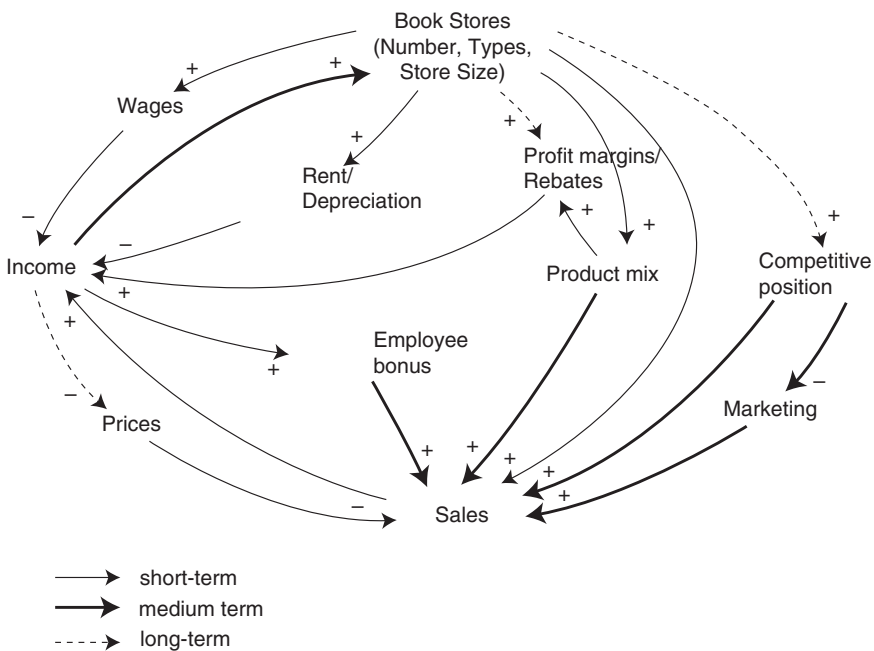 Book Stores
(Number, Types,
Store Size)
+
+
Wages
+
+
Profit margins/
Rebates
Rent/
Depreciation
+
+
+
–
–
Income
Product mix
Competitive
position
+
+
+
Employee
bonus
–
–
Prices
Marketing
+
+
+
+
+
–
Sales
short-term
medium term
long-term